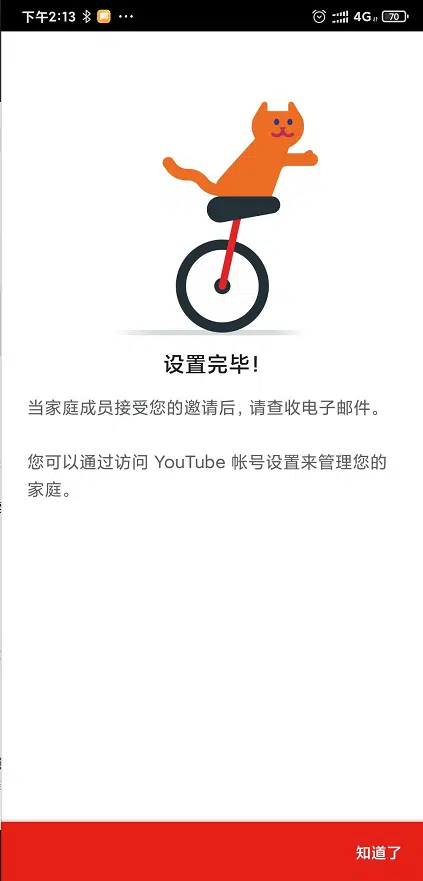 下午2:13 ··· 4G 70
设置完毕！
当家庭成员接受您的邀请后，请查收电子邮件。
您可以通过访问 YouTube 帐号设置来管理您的
家庭。
知道了